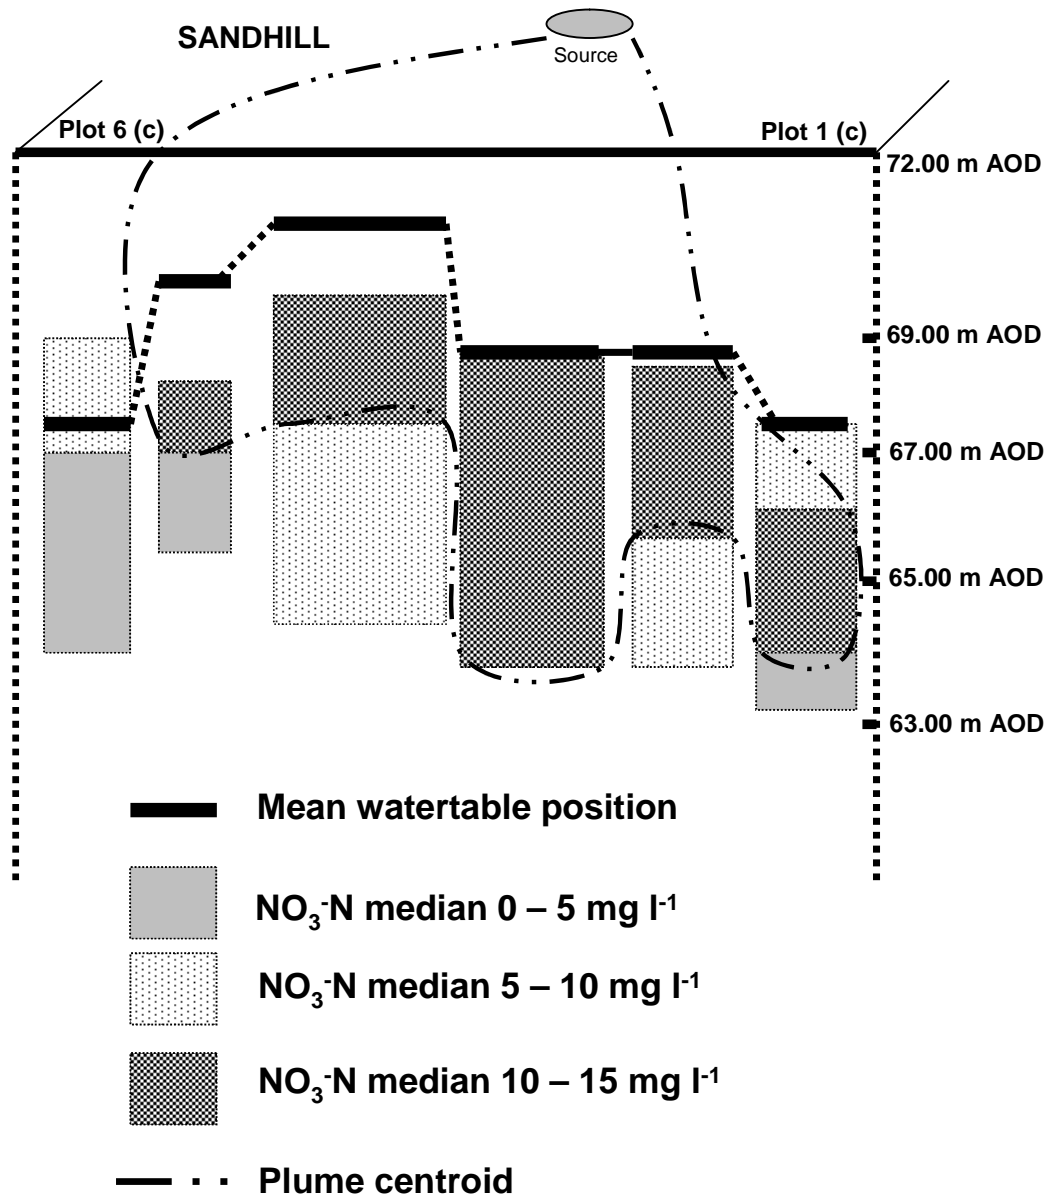 SANDHILL
Source
Plot 6 (c)
Plot 1 (c)
72.00 m AOD
69.00 m AOD
67.00 m AOD
65.00 m AOD
63.00 m AOD
Mean watertable position
NO₃⁻N median 0 – 5 mg l⁻¹
NO₃⁻N median 5 – 10 mg l⁻¹
NO₃⁻N median 10 – 15 mg l⁻¹
Plume centroid